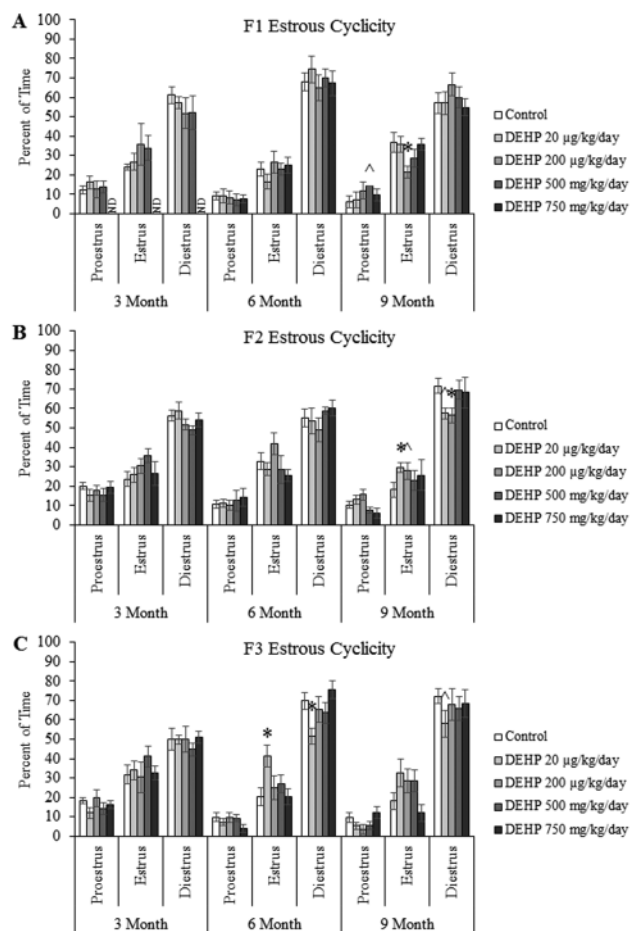 A
F1 Estrous Cyclicity
Percent of Time
100
90
80
70
60
50
40
30
20
10
0
ND
ND
ND
^
*
Proestrus
Estrus
Diestrus
Proestrus
Estrus
Diestrus
Proestrus
Estrus
Diestrus
3 Month
6 Month
9 Month
Control
DEHP 20 µg/kg/day
DEHP 200 µg/kg/day
DEHP 500 mg/kg/day
DEHP 750 mg/kg/day
B
F2 Estrous Cyclicity
Percent of Time
100
90
80
70
60
50
40
30
20
10
0
*^
^*
Proestrus
Estrus
Diestrus
Proestrus
Estrus
Diestrus
Proestrus
Estrus
Diestrus
3 Month
6 Month
9 Month
Control
DEHP 20 µg/kg/day
DEHP 200 µg/kg/day
DEHP 500 mg/kg/day
DEHP 750 mg/kg/day
C
F3 Estrous Cyclicity
Percent of Time
100
90
80
70
60
50
40
30
20
10
0
*
*
^
Proestrus
Estrus
Diestrus
Proestrus
Estrus
Diestrus
Proestrus
Estrus
Diestrus
3 Month
6 Month
9 Month
Control
DEHP 20 µg/kg/day
DEHP 200 µg/kg/day
DEHP 500 mg/kg/day
DEHP 750 mg/kg/day